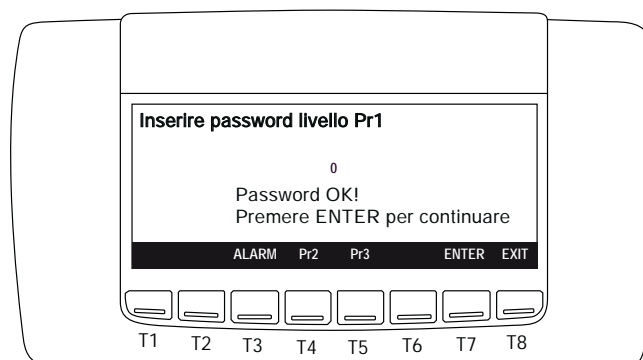 Inserire password livello Pr1
0
Password OK!
Premere ENTER per continuare
ALARM Pr2 Pr3 ENTER EXIT
T1 T2 T3 T4 T5 T6 T7 T8